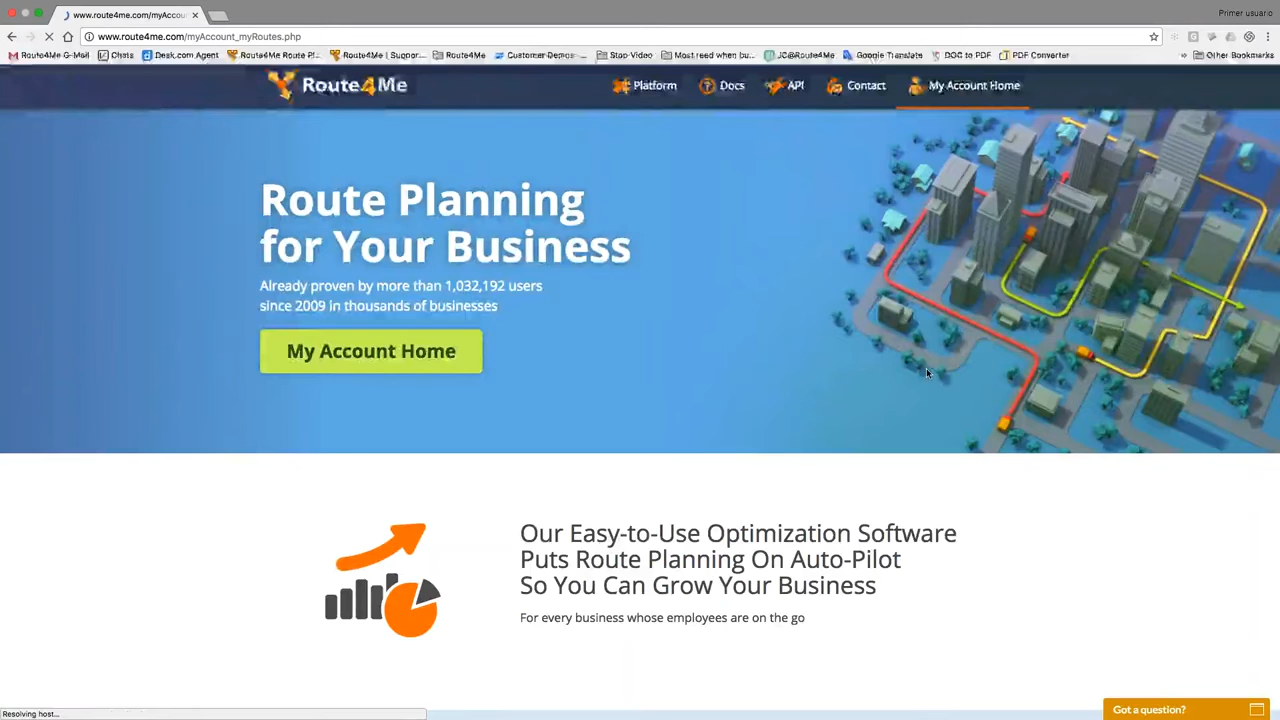 www.route4me.com/myAccou
Primer usuario
www.route4me.com/myAccount_myRoutes.php
Route4Me G-Mail
Desk.com Agent
Route4Me Route Pl...
Route4Me | Suppor...
Route4Me
Customer Demos
Stop Video
Most read when bu...
JC@Route4Me
Google Translate
DOC to PDF
PDF Converter
Other Bookmarks
Route4Me
Platform
Docs
API
Contact
My Account Home
Route Planning
for Your Business
Already proven by more than 1,032,192 users
since 2009 in thousands of businesses
My Account Home
Our Easy-to-Use Optimization Software
Puts Route Planning On Auto-Pilot
So You Can Grow Your Business
For every business whose employees are on the go
Resolving host...
Got a question?